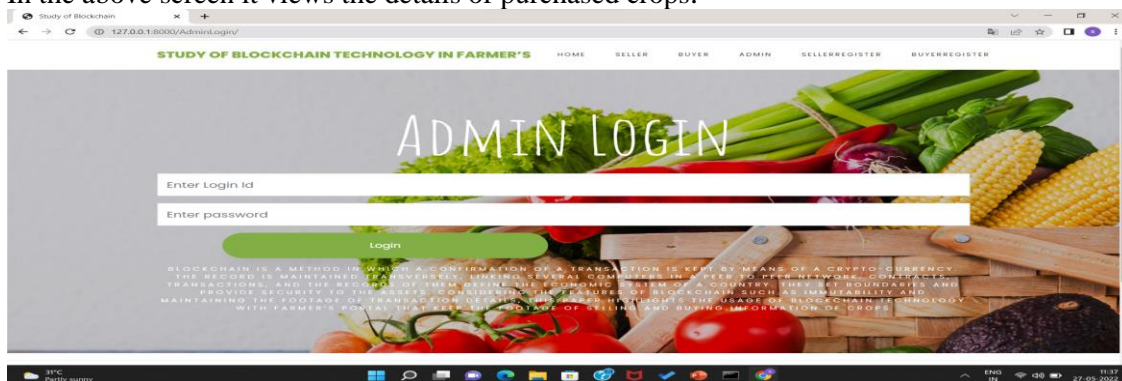 In the above screen it views the details of purchased crops.
Study of Blockchain
127.0.0.1:8000/AdminLogin/
STUDY OF BLOCKCHAIN TECHNOLOGY IN FARMER'S HOME SELLER BUYER ADMIN SELLERREGISTER BUYERREGISTER
ADMIN LOGIN
Enter Login Id
Enter password
Login
BLOCKCHAIN IS A METHOD IN WHICH A CONFIRMATION OF A TRANSACTION IS KEPT BY MEANS OF A CRYPTO-CURRENCY.
THE RECORD IS MAINTAINED TRANSVERSELY, LINKING SEVERAL COMPUTERS IN A PEER TO PEER NETWORK. CONTRACTS,
TRANSACTIONS, AND THE RECORDS OF THEM DEFINE THE ECONOMIC SYSTEM OF A COUNTRY. THEY SET BOUNDARIES AND
PROVIDE SECURITY TO THE ASSETS. CONSIDERING THE FEATURES OF BLOCKCHAIN SUCH AS IMMUTABILITY AND
MAINTAINING THE FOOTAGE OF TRANSACTION DETAILS, THIS PAPER HIGHLIGHTS THE USAGE OF BLOCKCHAIN TECHNOLOGY
WITH FARMER'S PORTAL THAT KEEP THE FOOTAGE OF SELLING AND BUYING INFORMATION OF CROPS
31°C
Partly sunny
ENG
IN
11:37
27-05-2022